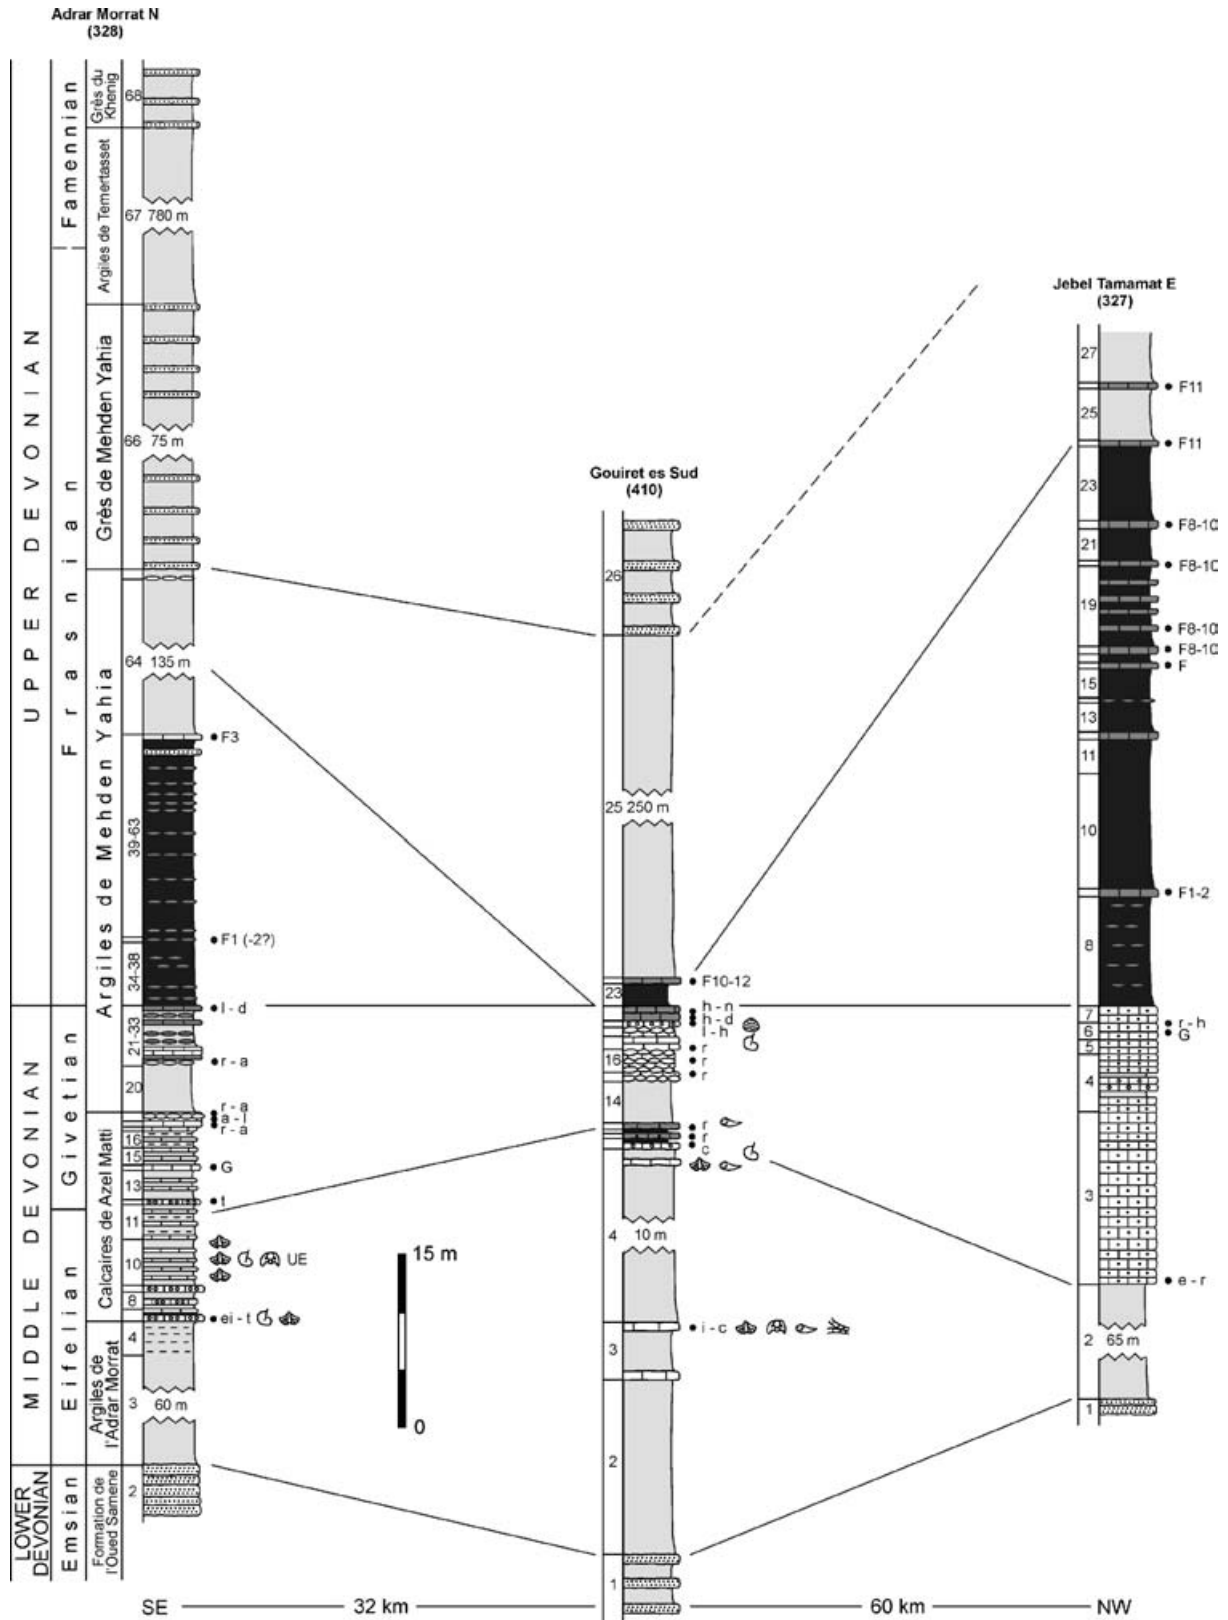 Adrar Morrat N
(328)
UPPER DEVONIAN
MIDDLE DEVONIAN
LOWER
DEVONIAN
Famennian
Frasnian
Givetian
Eifelian
Emsian
Grès du
Khenig
Argiles de Temertasset
Grès de Mehden Yahia
Argiles de Mehden Yahia
Calcaires de Azel Matti
Argiles de
l'Adrar Morrat
Formation de
l'Oued Samene
68
67 780 m
66 75 m
64 135 m
F3
39-63
F1 (-2?)
34-38
l-d
21-33
r-a
20
r-a
a-l
r-a
16
15
G
13
t
11
10
UE
8
ei-t
4
3 60 m
2
Gouiret es Sud
(410)
26
25 250 m
F10-12
23
h-n
h-d
l-h
r
16
r
r
14
r
r
c
4 10 m
i-c
3
2
1
15 m
0
Jebel Tamamat E
(327)
27
F11
25
F11
23
F8-10
21
F8-10
19
F8-10
F8-10
F
15
13
11
10
F1-2
8
7
r-h
6
G
5
4
3
e-r
2 65 m
1
SE
32 km
60 km
NW